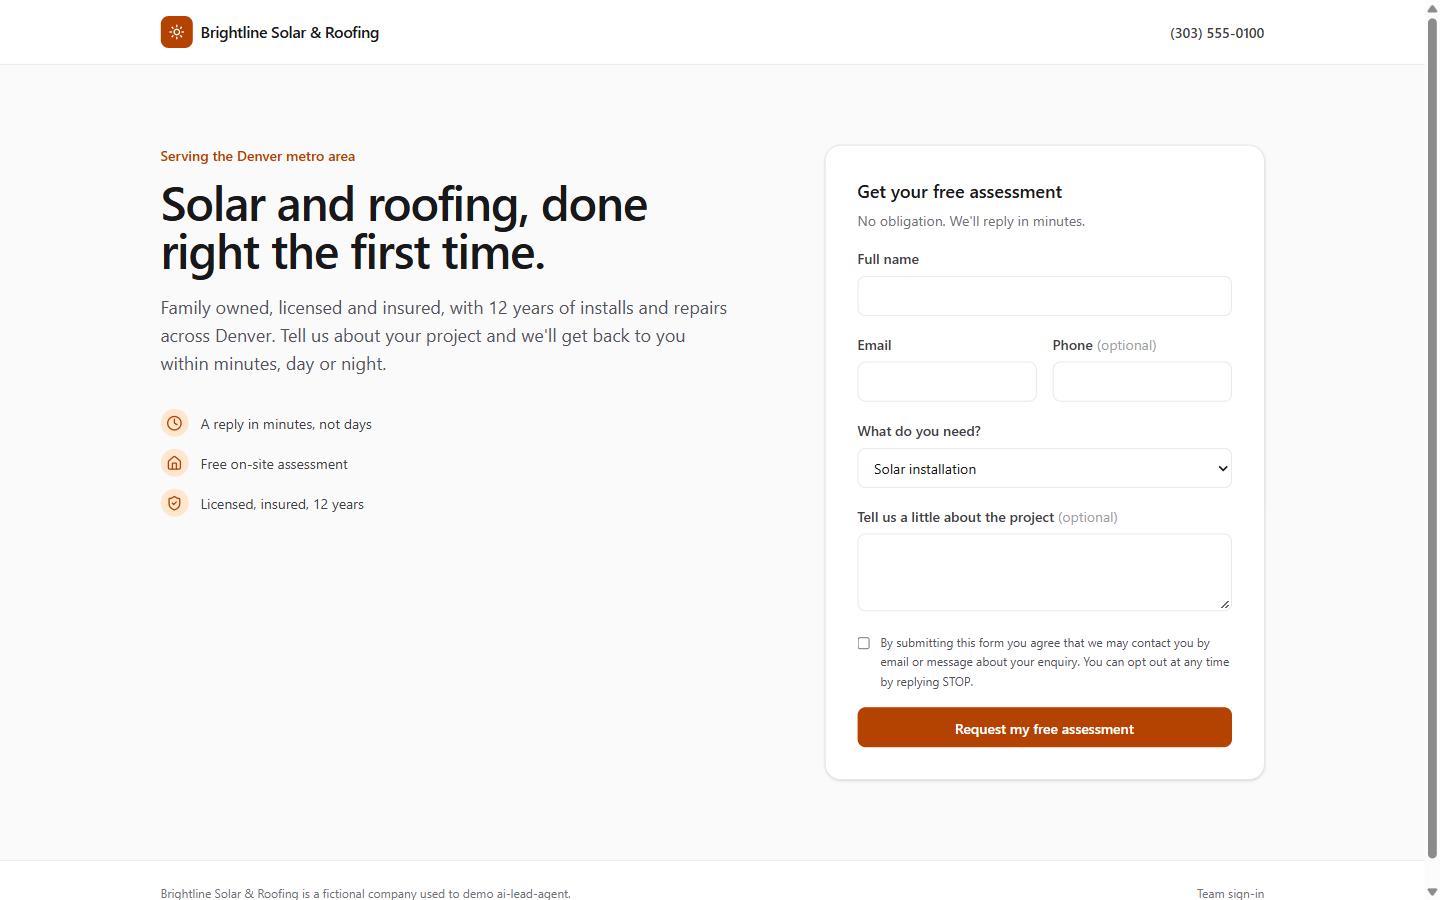 Brightline Solar & Roofing
(303) 555-0100
Serving the Denver metro area
Solar and roofing, done
right the first time.
Family owned, licensed and insured, with 12 years of installs and repairs
across Denver. Tell us about your project and we'll get back to you
within minutes, day or night.
A reply in minutes, not days
Free on-site assessment
Licensed, insured, 12 years
Get your free assessment
No obligation. We'll reply in minutes.
Full name
Email
Phone (optional)
What do you need?
Solar installation
Tell us a little about the project (optional)
By submitting this form you agree that we may contact you by
email or message about your enquiry. You can opt out at any time
by replying STOP.
Request my free assessment
Brightline Solar & Roofing is a fictional company used to demo ai-lead-agent.
Team sign-in